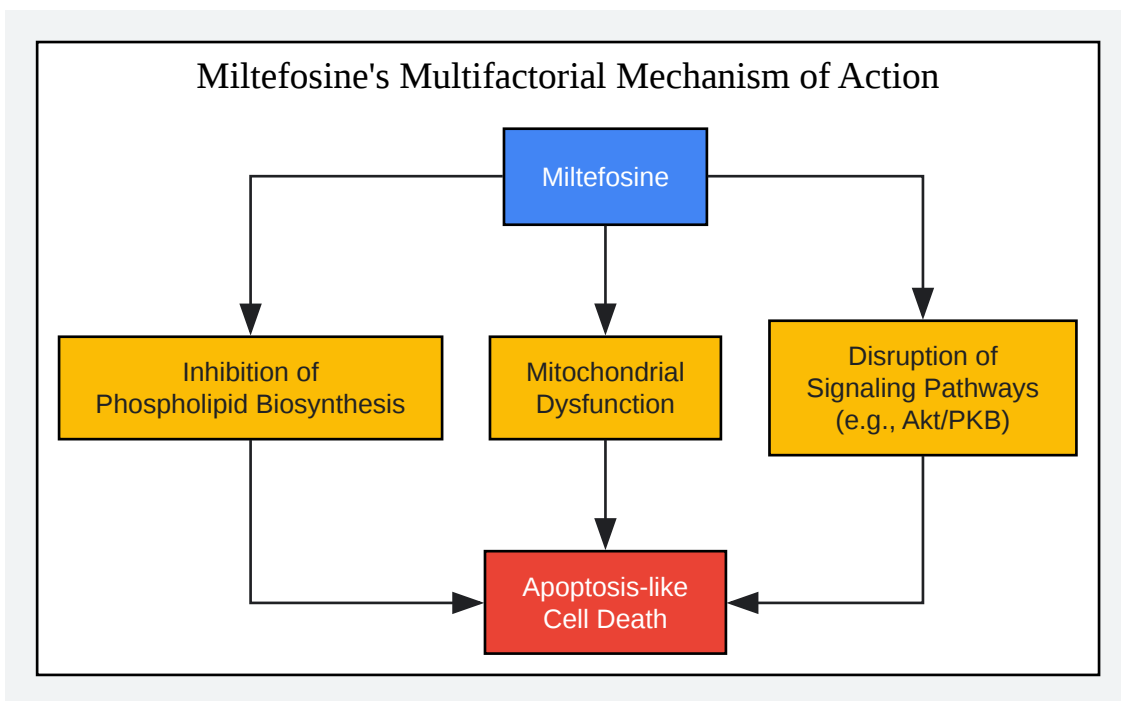 Miltefosine's Multifactorial Mechanism of Action
Miltefosine
Inhibition of
Phospholipid Biosynthesis
Mitochondrial
Dysfunction
Disruption of
Signaling Pathways
(e.g., Akt/PKB)
Apoptosis-like
Cell Death